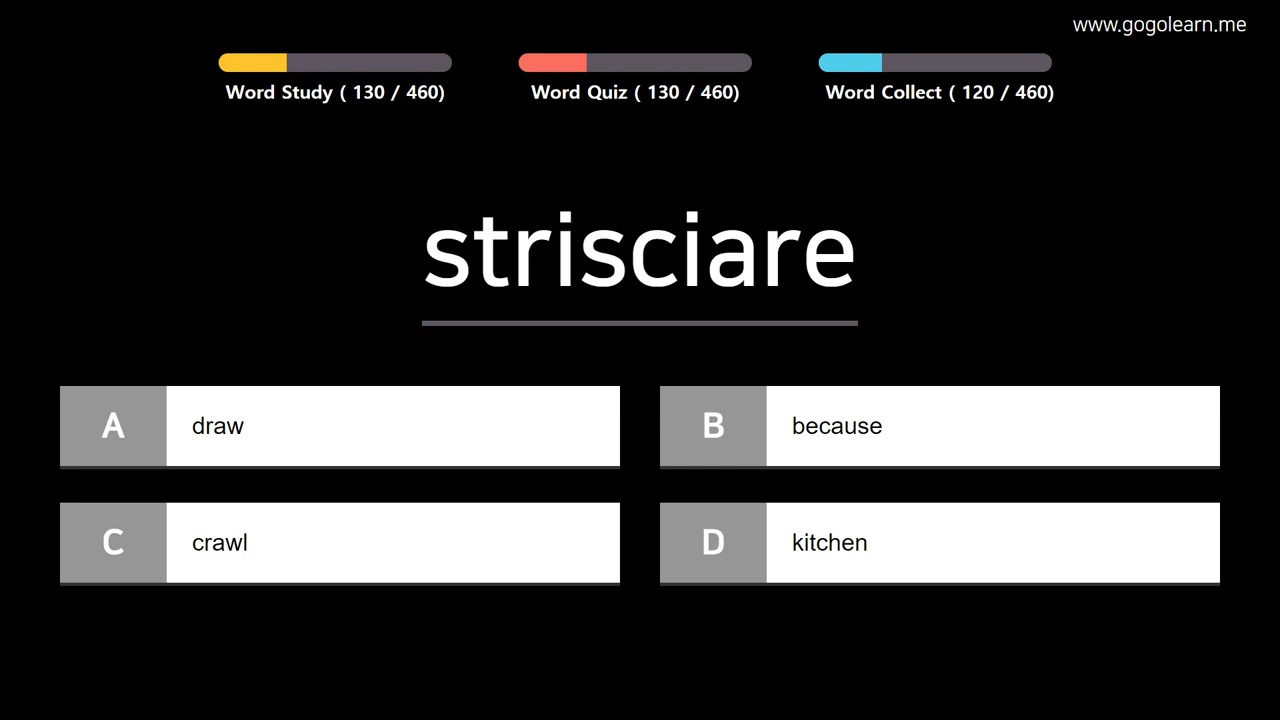 www.gogolearn.me
Word Study ( 130 / 460)
Word Quiz ( 130 / 460)
Word Collect ( 120 / 460)
strisciare
A draw
B because
C crawl
D kitchen